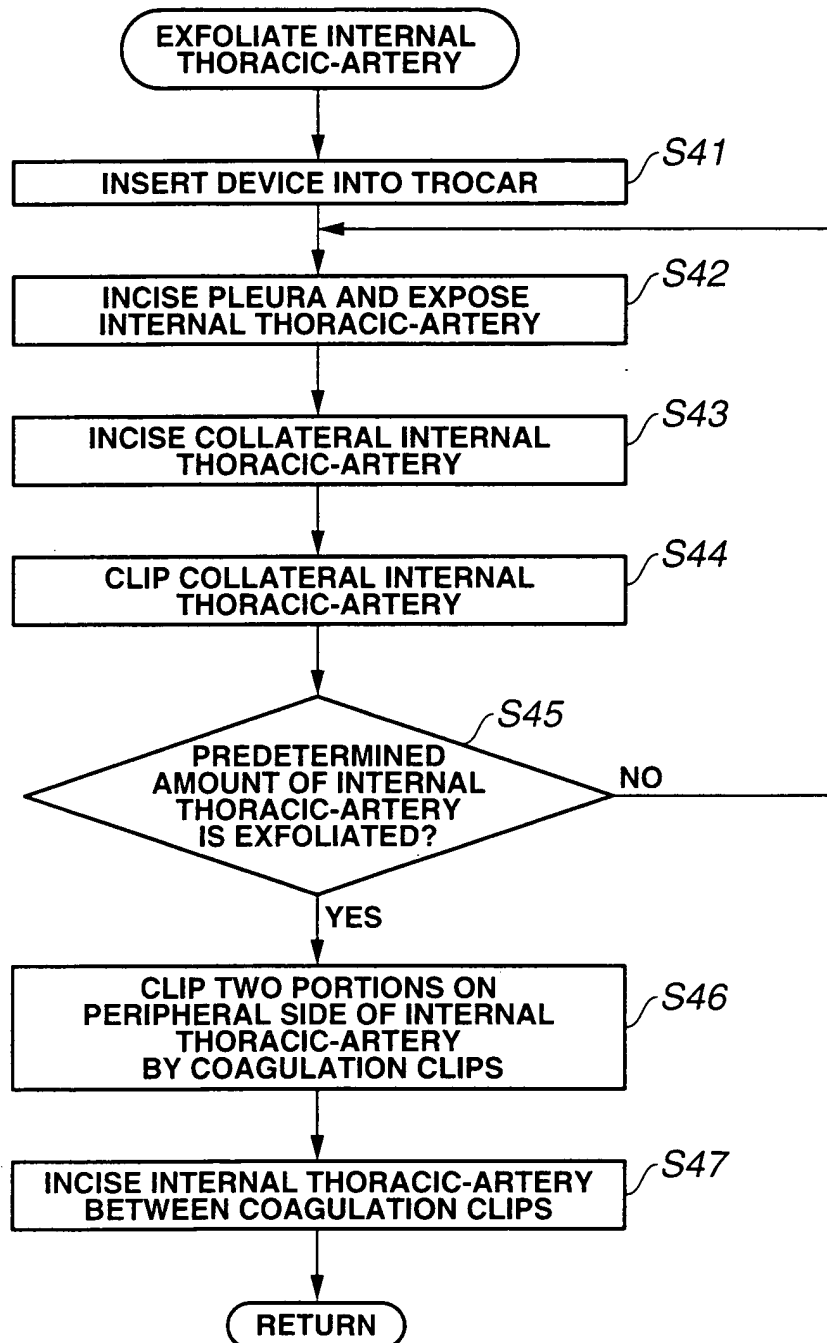 EXFOLIATE INTERNAL
THORACIC-ARTERY
S41
INSERT DEVICE INTO TROCAR
S42
INCISE PLEURA AND EXPOSE
INTERNAL THORACIC-ARTERY
S43
INCISE COLLATERAL INTERNAL
THORACIC-ARTERY
S44
CLIP COLLATERAL INTERNAL
THORACIC-ARTERY
S45
PREDETERMINED
AMOUNT OF INTERNAL
THORACIC-ARTERY
IS EXFOLIATED?
NO
YES
CLIP TWO PORTIONS ON
PERIPHERAL SIDE OF INTERNAL
THORACIC-ARTERY
BY COAGULATION CLIPS
S46
INCISE INTERNAL THORACIC-ARTERY
BETWEEN COAGULATION CLIPS
S47
RETURN